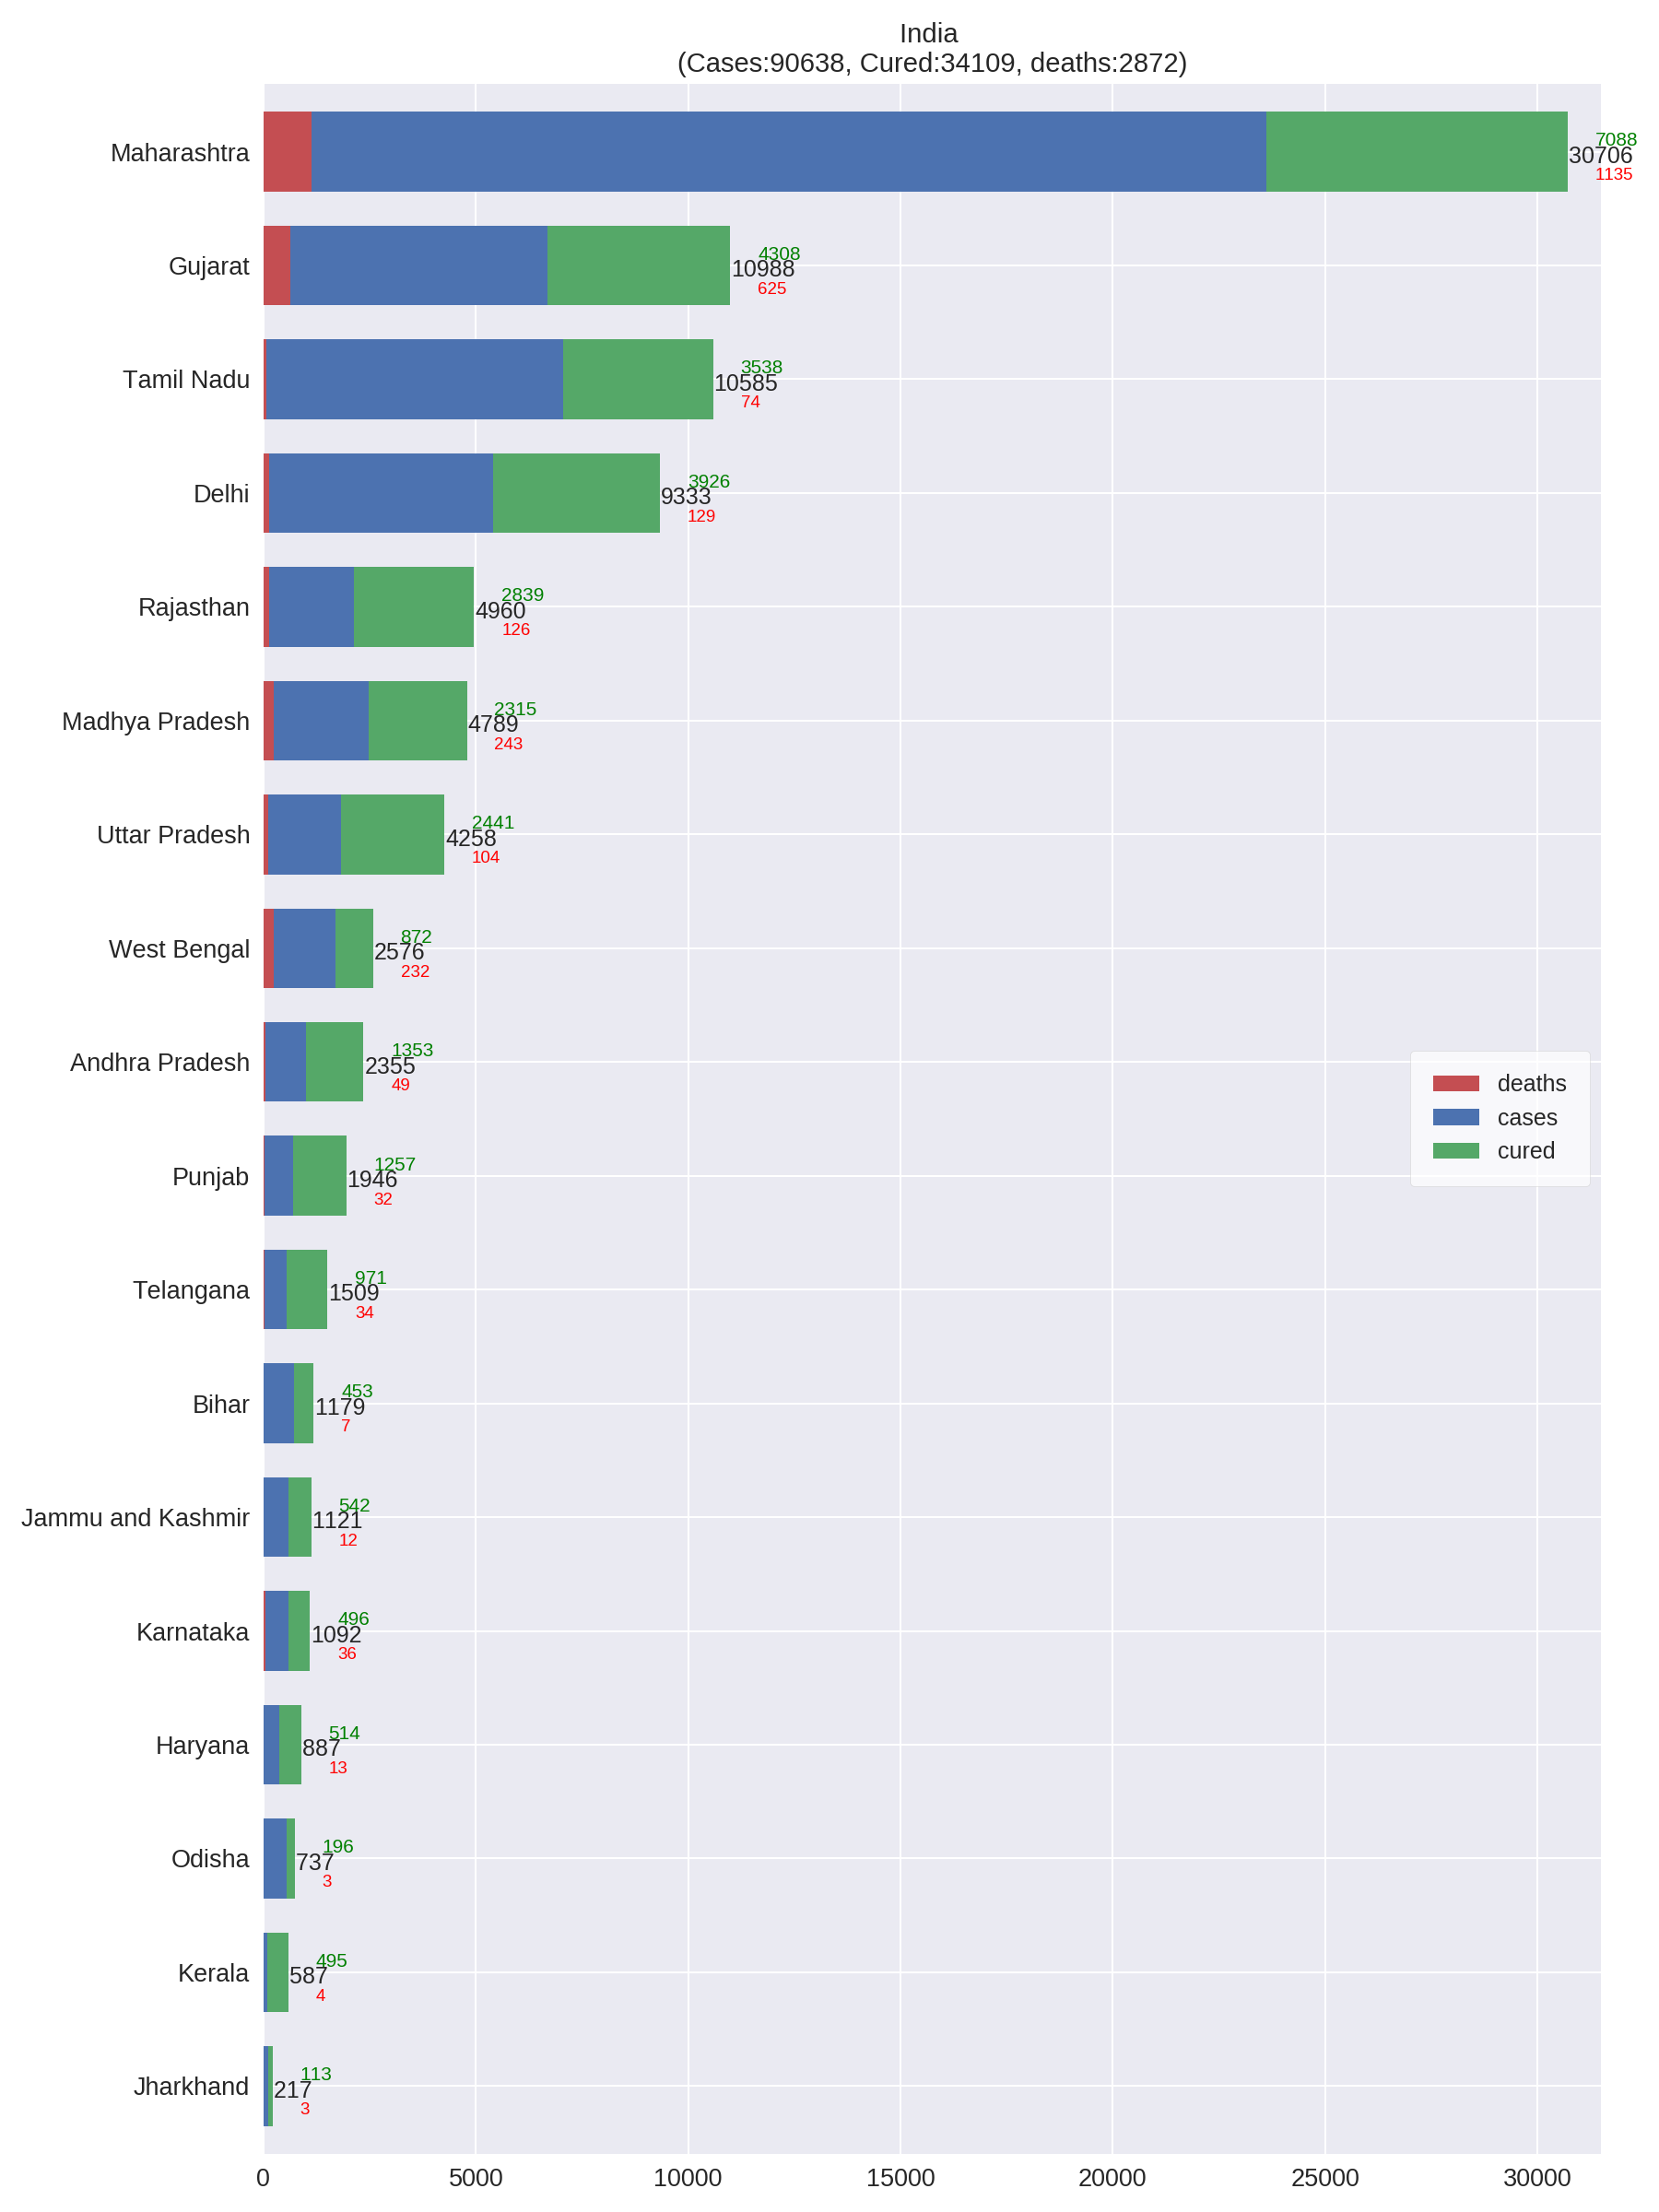 India
(Cases:90638, Cured:34109, deaths:2872)
Maharashtra
7088
30706
1135
Gujarat
4308
10988
625
Tamil Nadu
3538
10585
74
Delhi
3926
9333
129
Rajasthan
2839
4960
126
Madhya Pradesh
2315
4789
243
Uttar Pradesh
2441
4258
104
West Bengal
872
2576
232
Andhra Pradesh
1353
2355
49
deaths
cases
cured
Punjab
1257
1946
32
Telangana
971
1509
34
Bihar
453
1179
7
Jammu and Kashmir
542
1121
12
Karnataka
496
1092
36
Haryana
514
887
13
Odisha
196
737
3
Kerala
495
587
4
Jharkhand
113
217
3
0 5000 10000 15000 20000 25000 30000